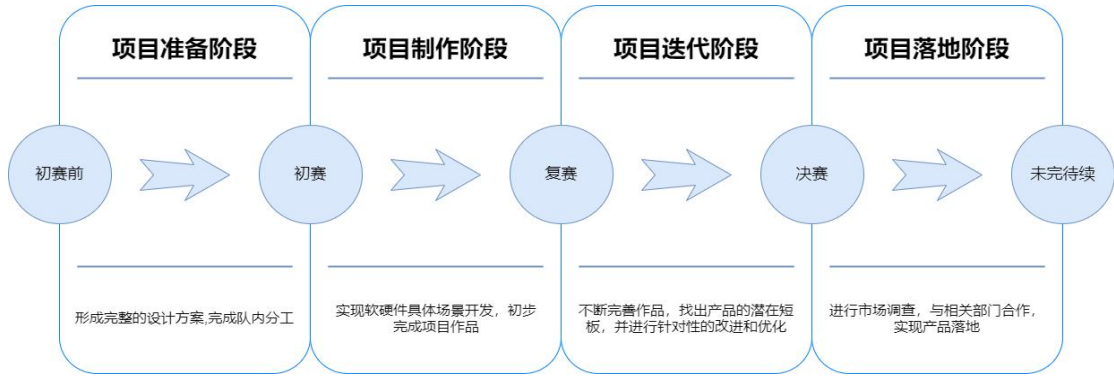 项目准备阶段
项目制作阶段
项目迭代阶段
项目落地阶段
初赛前
初赛
复赛
决赛
未完待续
形成完整的设计方案,完成队内分工
实现软硬件具体场景开发，初步
完成项目作品
不断完善作品，找出产品的潜在短
板，并进行针对性的改进和优化
进行市场调查，与相关部门合作，
实现产品落地